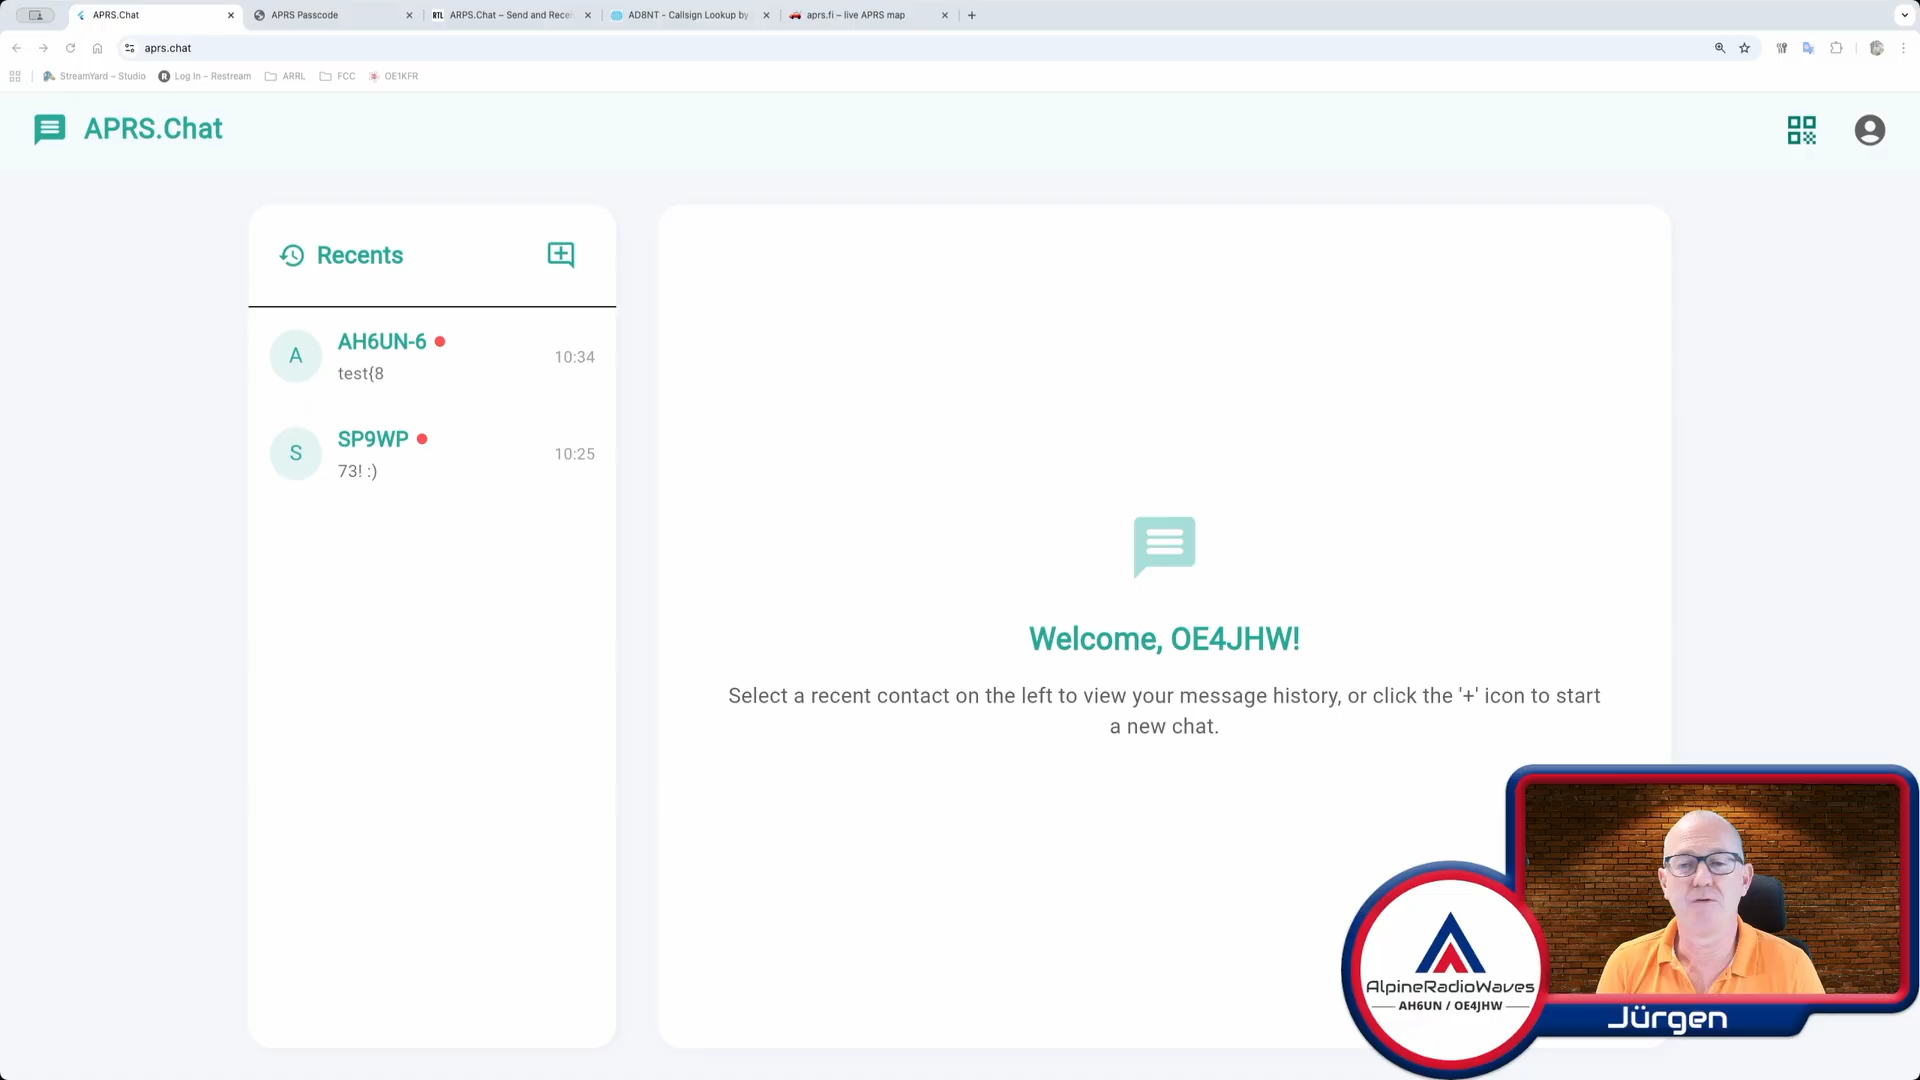 APRS.Chat
APRS Passcode
RTL ARPS.Chat – Send and Recei
AD8NT - Callsign Lookup by
aprs.fi – live APRS map
aprs.chat
StreamYard – Studio
R Log In – Restream
ARRL
FCC
OE1KFR
APRS.Chat
Recents
A
AH6UN-6
10:34
test{8
S
SP9WP
10:25
73! :)
Welcome, OE4JHW!
Select a recent contact on the left to view your message history, or click the '+' icon to start
a new chat.
AlpineRadioWaves
AH6UN / OE4JHW
Jürgen